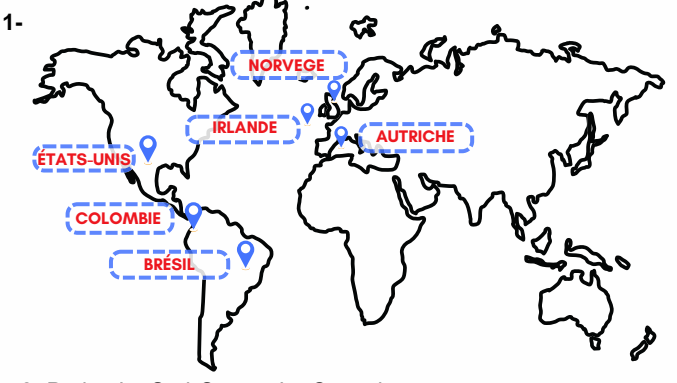 1-
NORVEGE
IRLANDE
AUTRICHE
ÉTATS-UNIS
COLOMBIE
BRÉSIL